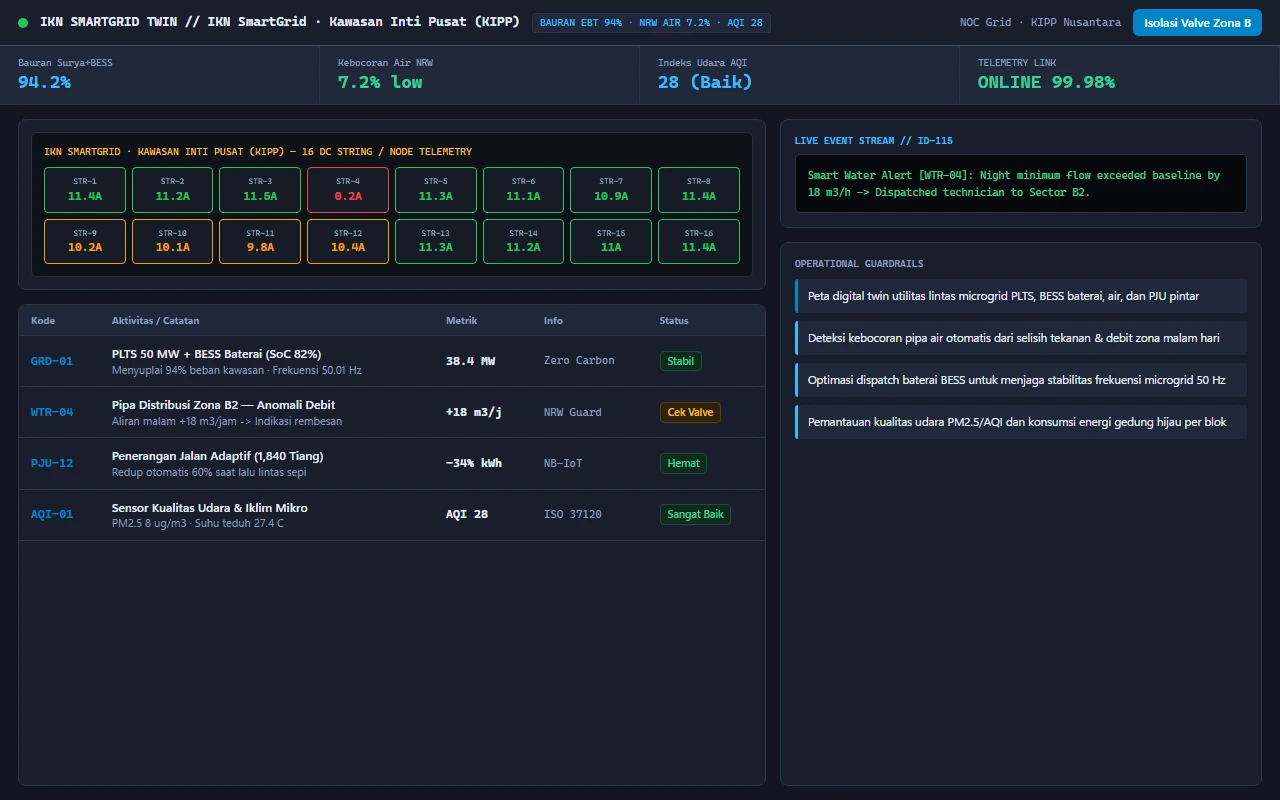 IKN SMARTGRID TWIN // IKN SmartGrid · Kawasan Inti Pusat (KIPP)
BAURAN EBT 94% · NRW AIR 7.2% · AQI 28
NOC Grid · KIPP Nusantara
Isolasi Valve Zona B
Bauran Surya+BESS
94.2%
Kebocoran Air NRW
7.2% low
Indeks Udara AQI
28 (Baik)
TELEMETRY LINK
ONLINE 99.98%
IKN SMARTGRID · KAWASAN INTI PUSAT (KIPP) — 16 DC STRING / NODE TELEMETRY
STR-1 STR-2 STR-3 STR-4 STR-5 STR-6 STR-7 STR-8
11.4A 11.2A 11.5A 0.2A 11.3A 11.1A 10.9A 11.4A
STR-9 STR-10 STR-11 STR-12 STR-13 STR-14 STR-15 STR-16
10.2A 10.1A 9.8A 10.4A 11.3A 11.2A 11A 11.4A
Kode Aktivitas / Catatan Metrik Info Status
GRD-01 PLTS 50 MW + BESS Baterai (SoC 82%) 38.4 MW Zero Carbon Stabil
Menyuplai 94% beban kawasan · Frekuensi 50.01 Hz
WTR-04 Pipa Distribusi Zona B2 — Anomali Debit +18 m3/j NRW Guard Cek Valve
Aliran malam +18 m3/jam -> Indikasi rembesan
PJU-12 Penerangan Jalan Adaptif (1,840 Tiang) -34% kWh NB-IoT Hemat
Redup otomatis 60% saat lalu lintas sepi
AQI-01 Sensor Kualitas Udara & Iklim Mikro AQI 28 ISO 37120 Sangat Baik
PM2.5 8 ug/m3 · Suhu teduh 27.4 C
LIVE EVENT STREAM // ID-115
Smart Water Alert [WTR-04]: Night minimum flow exceeded baseline by
18 m3/h -> Dispatched technician to Sector B2.
OPERATIONAL GUARDRAILS
Peta digital twin utilitas lintas microgrid PLTS, BESS baterai, air, dan PJU pintar
Deteksi kebocoran pipa air otomatis dari selisih tekanan & debit zona malam hari
Optimasi dispatch baterai BESS untuk menjaga stabilitas frekuensi microgrid 50 Hz
Pemantauan kualitas udara PM2.5/AQI dan konsumsi energi gedung hijau per blok